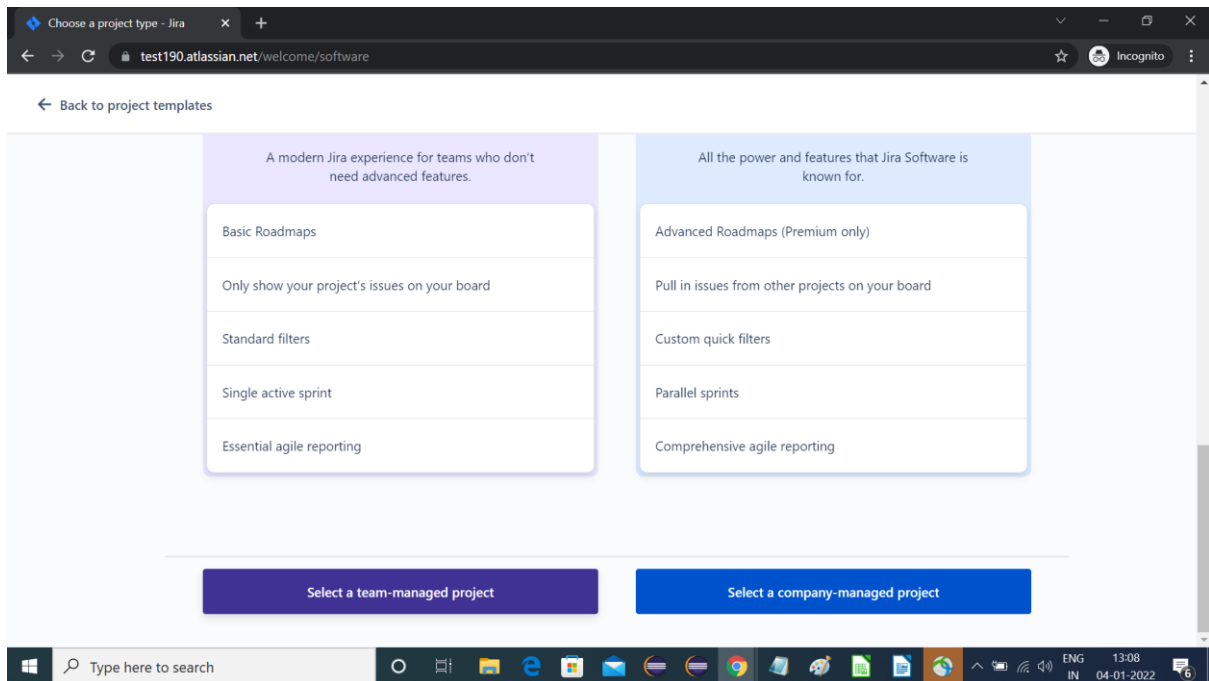 Choose a project type - Jira
test190.atlassian.net/welcome/software
Incognito
Back to project templates
A modern Jira experience for teams who don't
need advanced features.
Basic Roadmaps
Only show your project's issues on your board
Standard filters
Single active sprint
Essential agile reporting
All the power and features that Jira Software is
known for.
Advanced Roadmaps (Premium only)
Pull in issues from other projects on your board
Custom quick filters
Parallel sprints
Comprehensive agile reporting
Select a team-managed project
Select a company-managed project
Type here to search
ENG
IN
13:08
04-01-2022
6